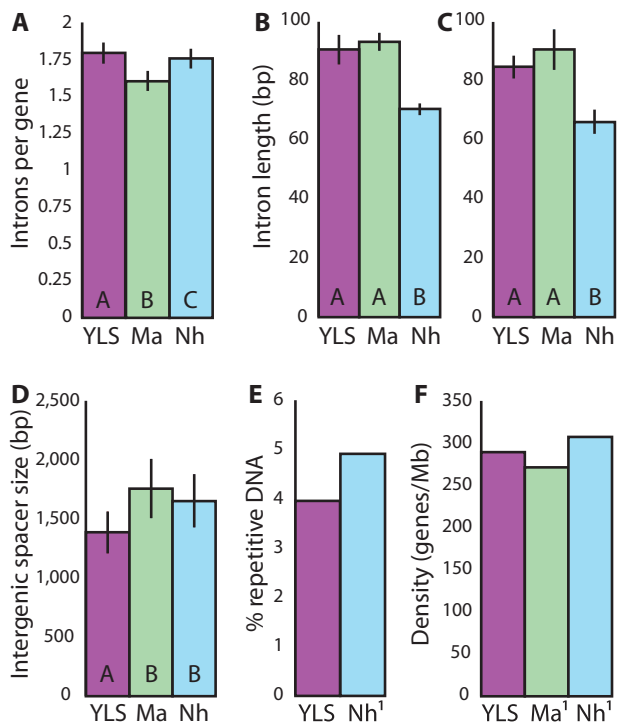 A
Introns per gene
2
1.75
1.5
1.25
1
0.75
0.5
0.25
0
A B C
YLS Ma Nh
B
Intron length (bp)
100
80
60
40
20
0
A A B
YLS Ma Nh
C
100
80
60
40
20
0
A A B
YLS Ma Nh
D
Intergenic spacer size (bp)
2,500
2,000
1,500
1,000
500
0
A B B
YLS Ma Nh
E
% repetitive DNA
6
5
4
3
2
1
0
YLS Nh¹
F
Density (genes/Mb)
350
300
250
200
150
100
50
0
YLS Ma¹ Nh¹